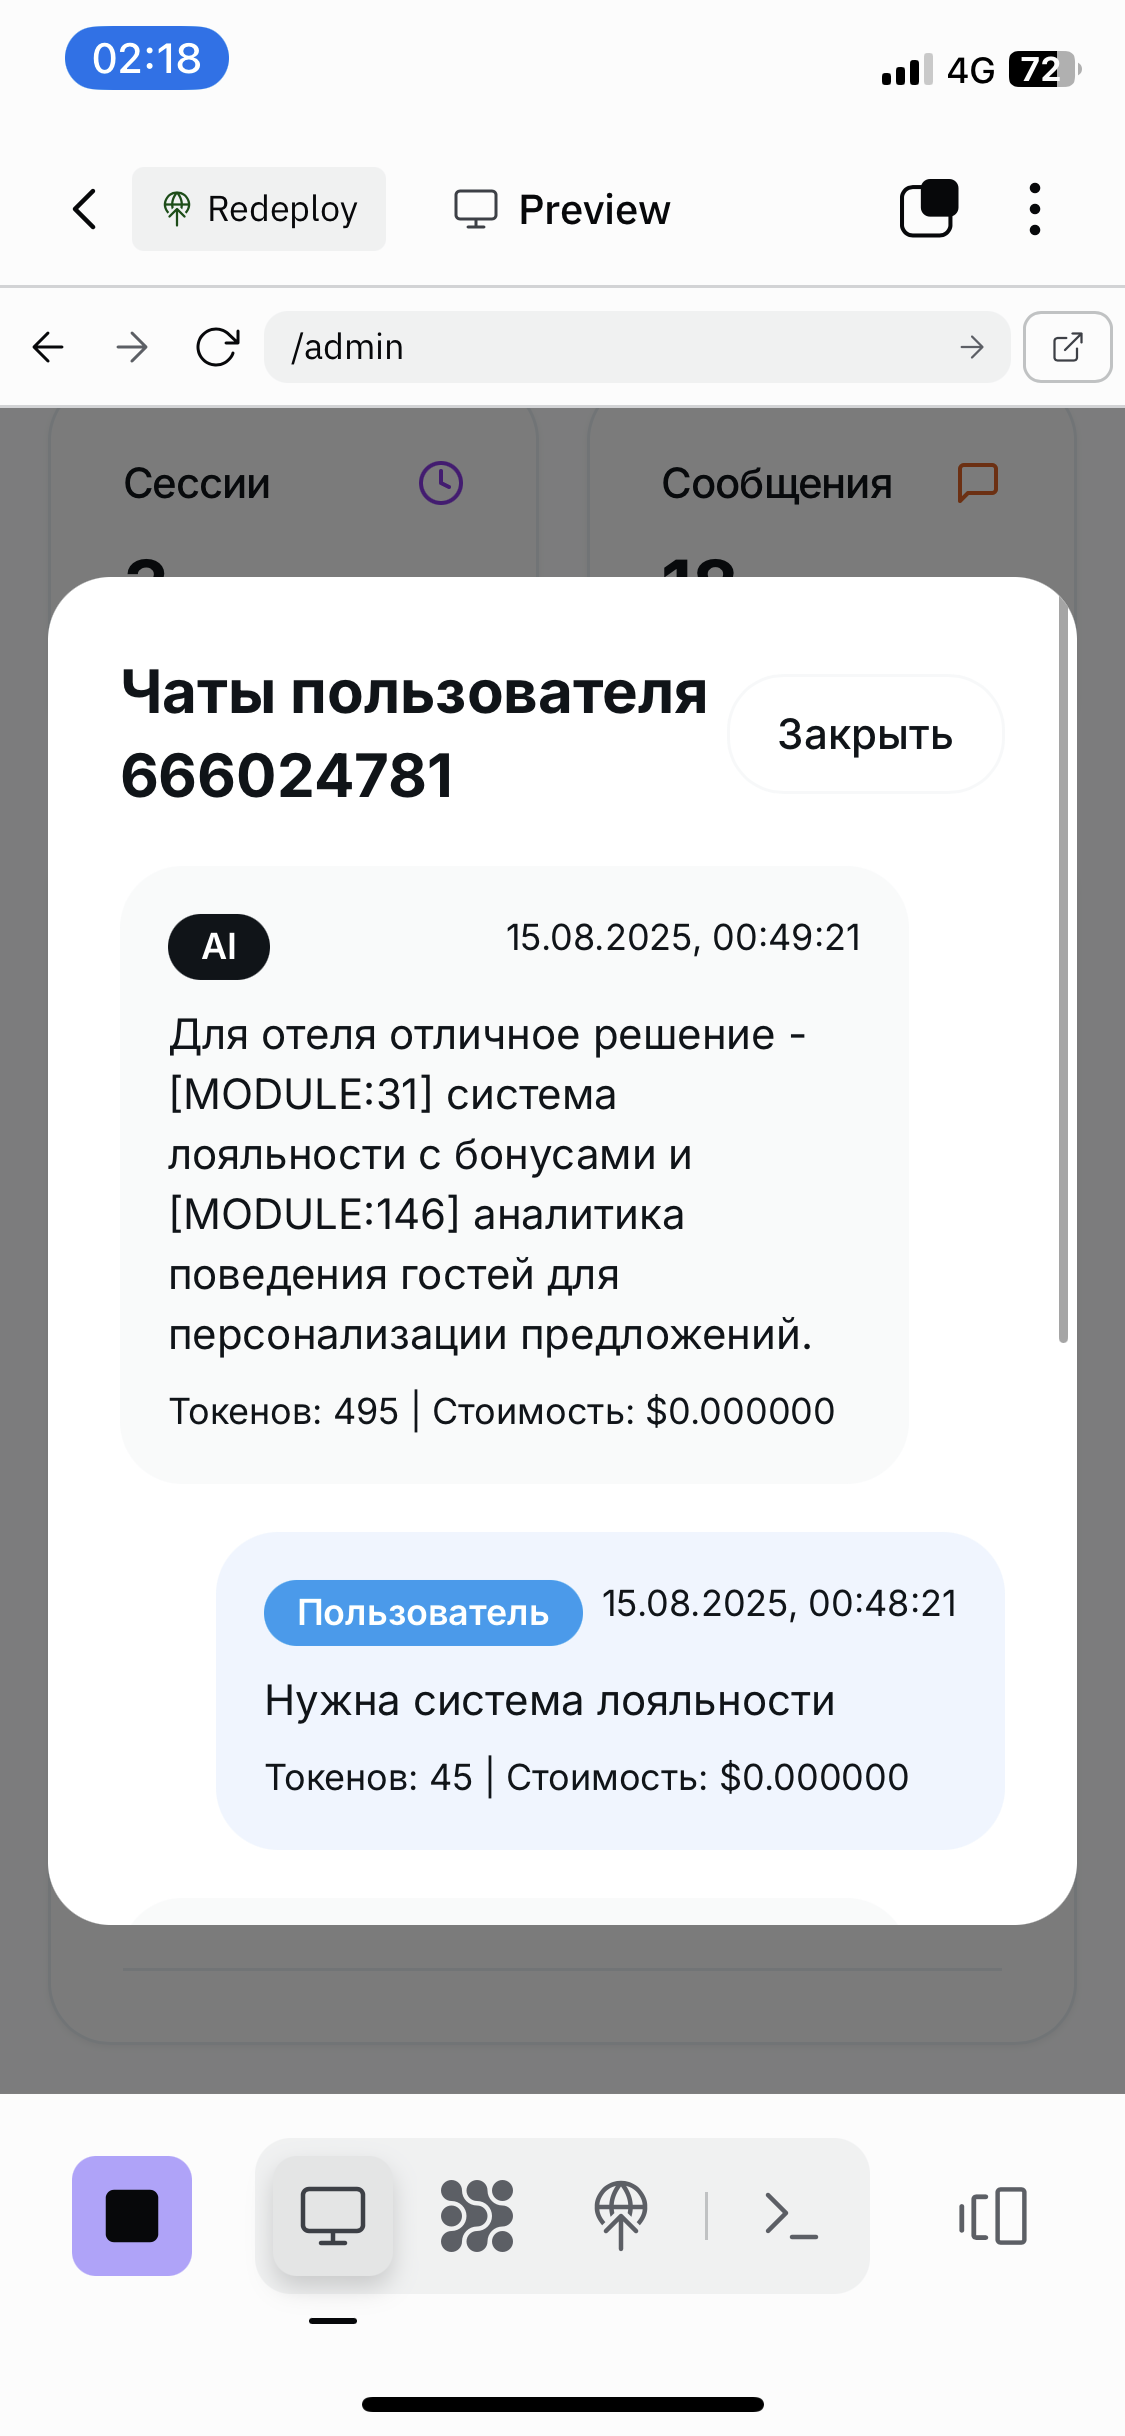 02:18
4G
72
Redeploy
Preview
/admin
Сессии
Сообщения
18
Чаты пользователя
666024781
Закрыть
AI
15.08.2025, 00:49:21
Для отеля отличное решение -
[MODULE:31] система
лояльности с бонусами и
[MODULE:146] аналитика
поведения гостей для
персонализации предложений.
Токенов: 495 | Стоимость: $0.000000
Пользователь
15.08.2025, 00:48:21
Нужна система лояльности
Токенов: 45 | Стоимость: $0.000000